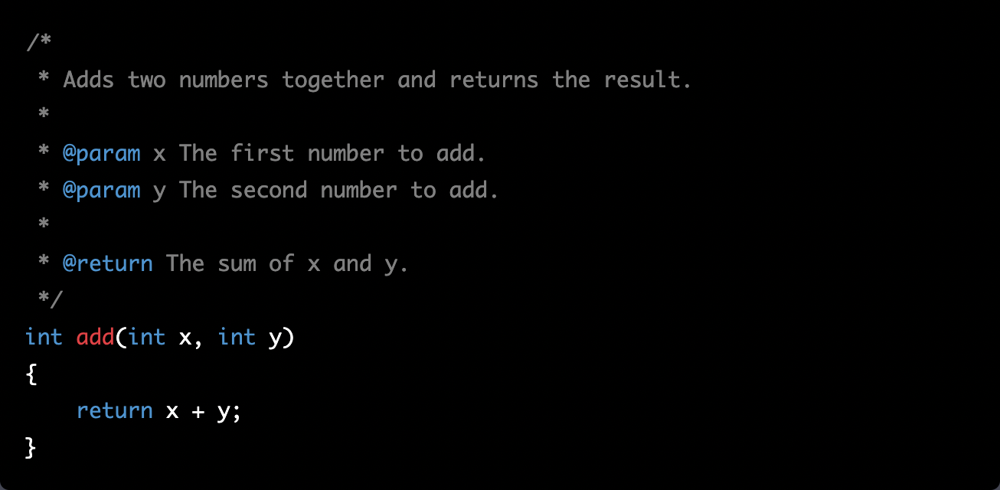 /*
 * Adds two numbers together and returns the result.
 *
 * @param x The first number to add.
 * @param y The second number to add.
 *
 * @return The sum of x and y.
 */
int add(int x, int y)
{
    return x + y;
}